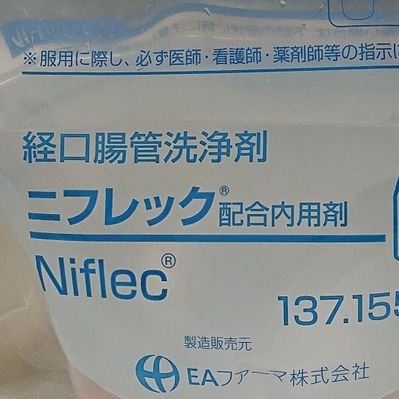 ※服用に際し、必ず医師・看護師・薬剤師等の指示に
経口腸管洗浄剤
ニフレック® 配合内用剤
Niflec®
137.155
製造販売元
EAファーマ株式会社